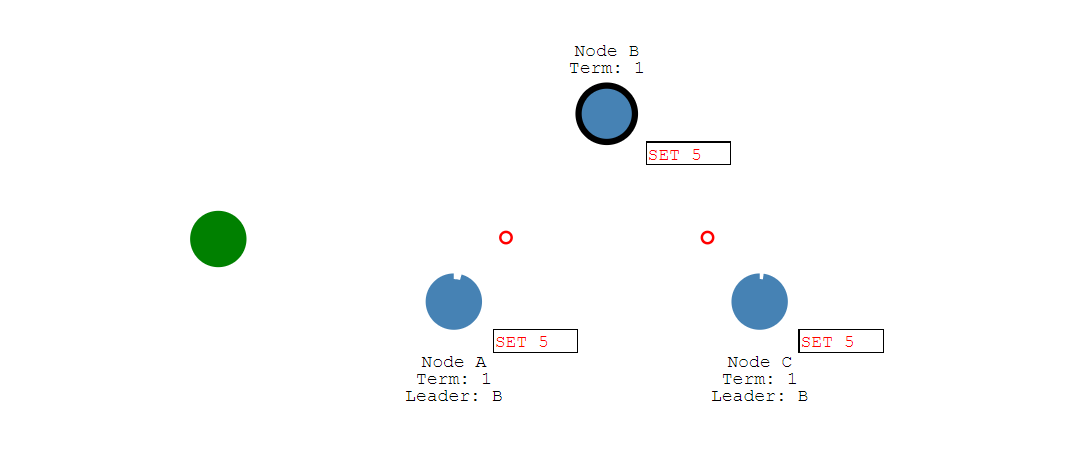 Node B
Term: 1
SET 5
SET 5
Node A
Term: 1
Leader: B
SET 5
Node C
Term: 1
Leader: B